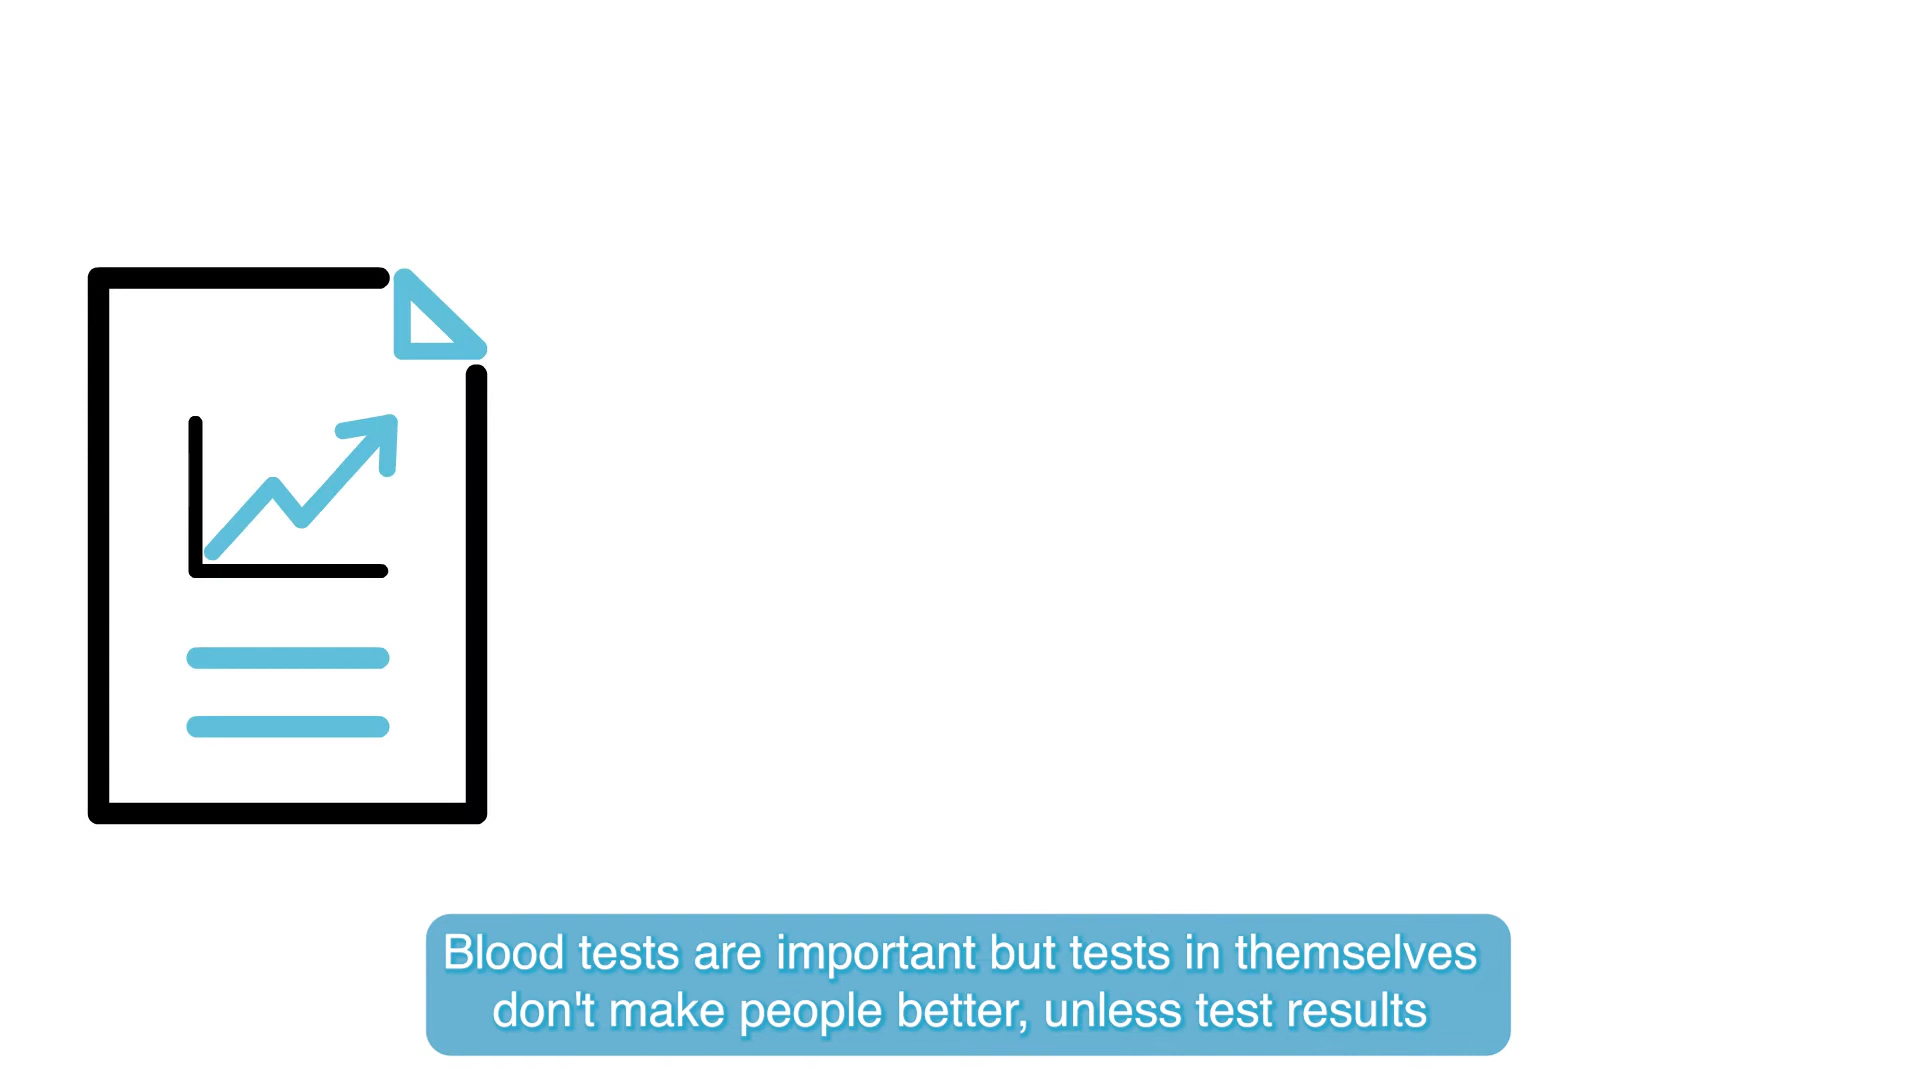 Blood tests are important but tests in themselves
don't make people better, unless test results